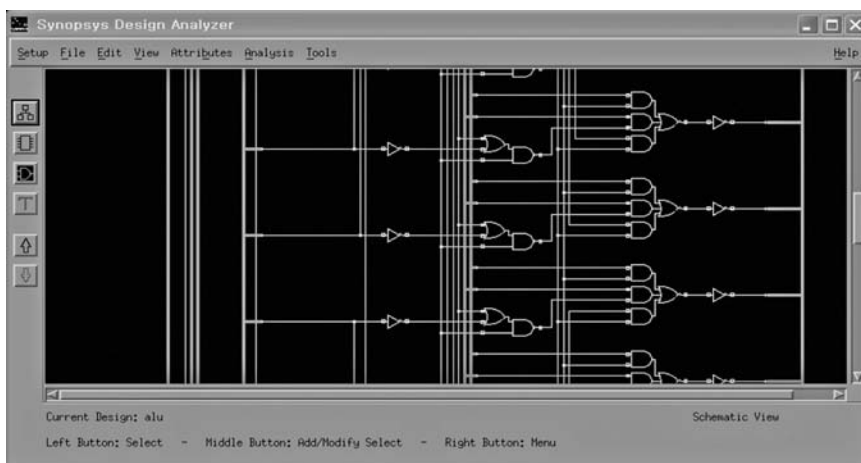 Synopsys Design Analyzer
Setup File Edit View Attributes Analysis Tools Help
Current Design: alu Schematic View
Left Button: Select - Middle Button: Add/Modify Select - Right Button: Menu